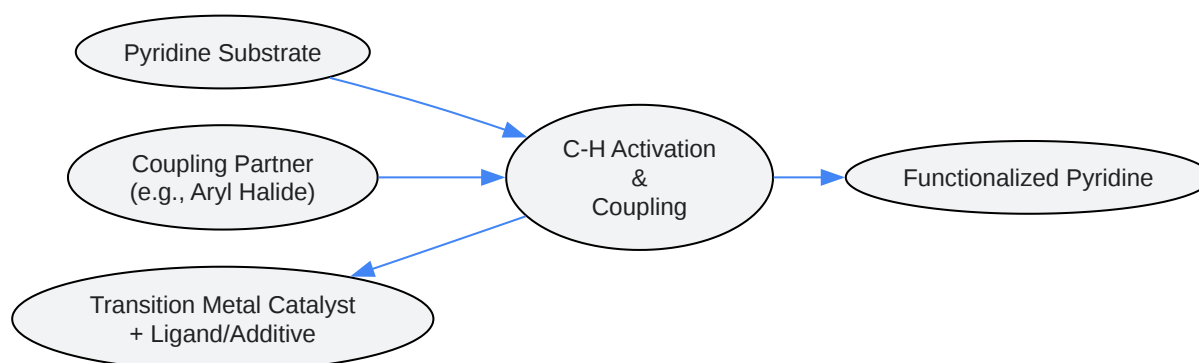 Pyridine Substrate
Coupling Partner
(e.g., Aryl Halide)
Transition Metal Catalyst
+ Ligand/Additive
C-H Activation
&
Coupling
Functionalized Pyridine